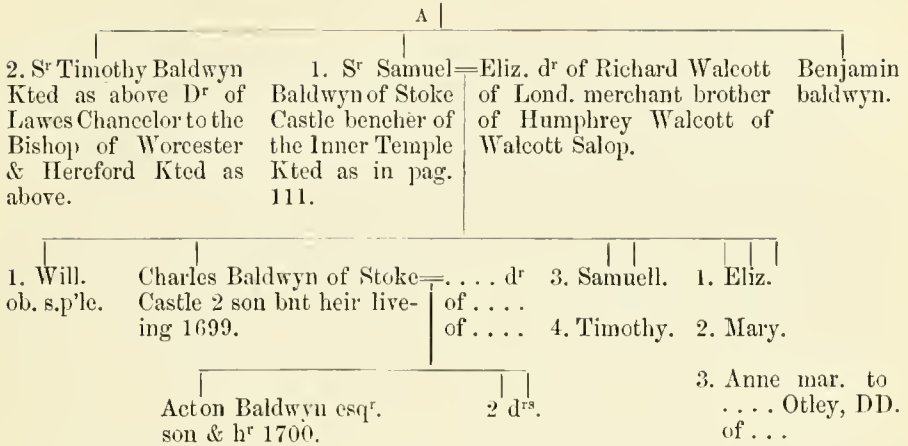 A
2. Sr Timothy Baldwyn
Kted as above Dr of
Lawes Chancelor to the
Bishop of Worcester
& Hereford Kted as
above.
1. Sr Samuel=
Baldwyn of Stoke
Castle bencher of
the Inner Temple
Kted as in pag.
111.
Eliz. dr of Richard Walcott
of Lond. merchant brother
of Humphrey Walcott of
Walcott Salop.
Benjamin
baldwyn.
1. Will.
ob. s.p'le.
Charles Baldwyn of Stoke=
Castle 2 son but heir live-
ing 1699.
. . . . dr
of . . . .
of . . . .
3. Samuell.
4. Timothy.
1. Eliz.
2. Mary.
3. Anne mar. to
. . . . Otley, DD.
of . . .
Acton Baldwyn esqr.
son & hr 1700.
2 drs.